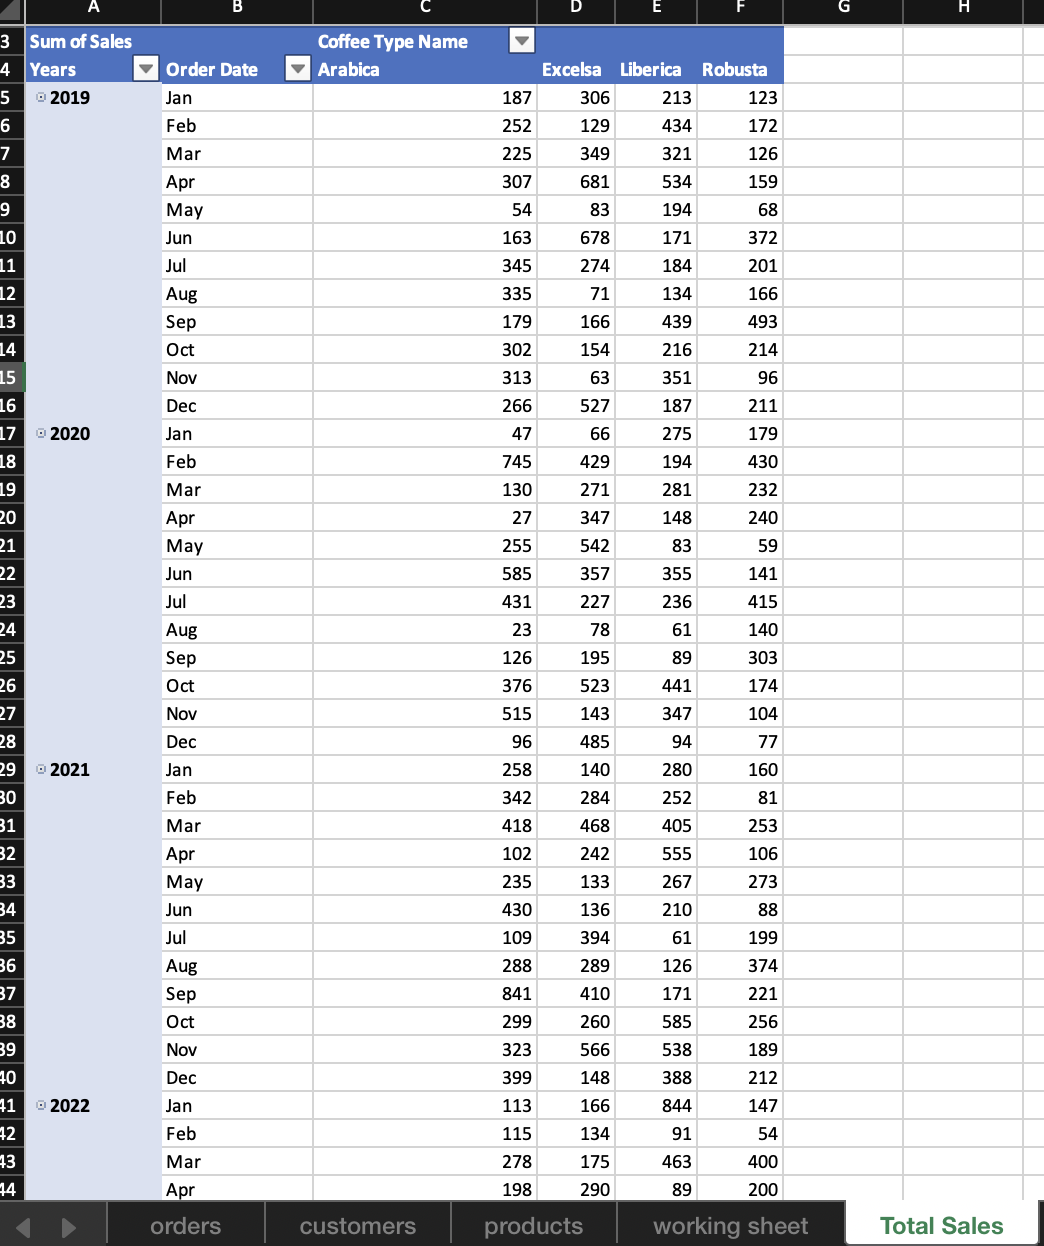 A B C D E F G H
3 Sum of Sales Coffee Type Name
4 Years Order Date Arabica Excelsa Liberica Robusta
5 2019 Jan 187 306 213 123
6 Feb 252 129 434 172
7 Mar 225 349 321 126
8 Apr 307 681 534 159
9 May 54 83 194 68
10 Jun 163 678 171 372
11 Jul 345 274 184 201
12 Aug 335 71 134 166
13 Sep 179 166 439 493
14 Oct 302 154 216 214
15 Nov 313 63 351 96
16 Dec 266 527 187 211
17 2020 Jan 47 66 275 179
18 Feb 745 429 194 430
19 Mar 130 271 281 232
20 Apr 27 347 148 240
21 May 255 542 83 59
22 Jun 585 357 355 141
23 Jul 431 227 236 415
24 Aug 23 78 61 140
25 Sep 126 195 89 303
26 Oct 376 523 441 174
27 Nov 515 143 347 104
28 Dec 96 485 94 77
29 2021 Jan 258 140 280 160
30 Feb 342 284 252 81
31 Mar 418 468 405 253
32 Apr 102 242 555 106
33 May 235 133 267 273
34 Jun 430 136 210 88
35 Jul 109 394 61 199
36 Aug 288 289 126 374
37 Sep 841 410 171 221
38 Oct 299 260 585 256
39 Nov 323 566 538 189
40 Dec 399 148 388 212
41 2022 Jan 113 166 844 147
42 Feb 115 134 91 54
43 Mar 278 175 463 400
44 Apr 198 290 89 200
orders customers products working sheet Total Sales